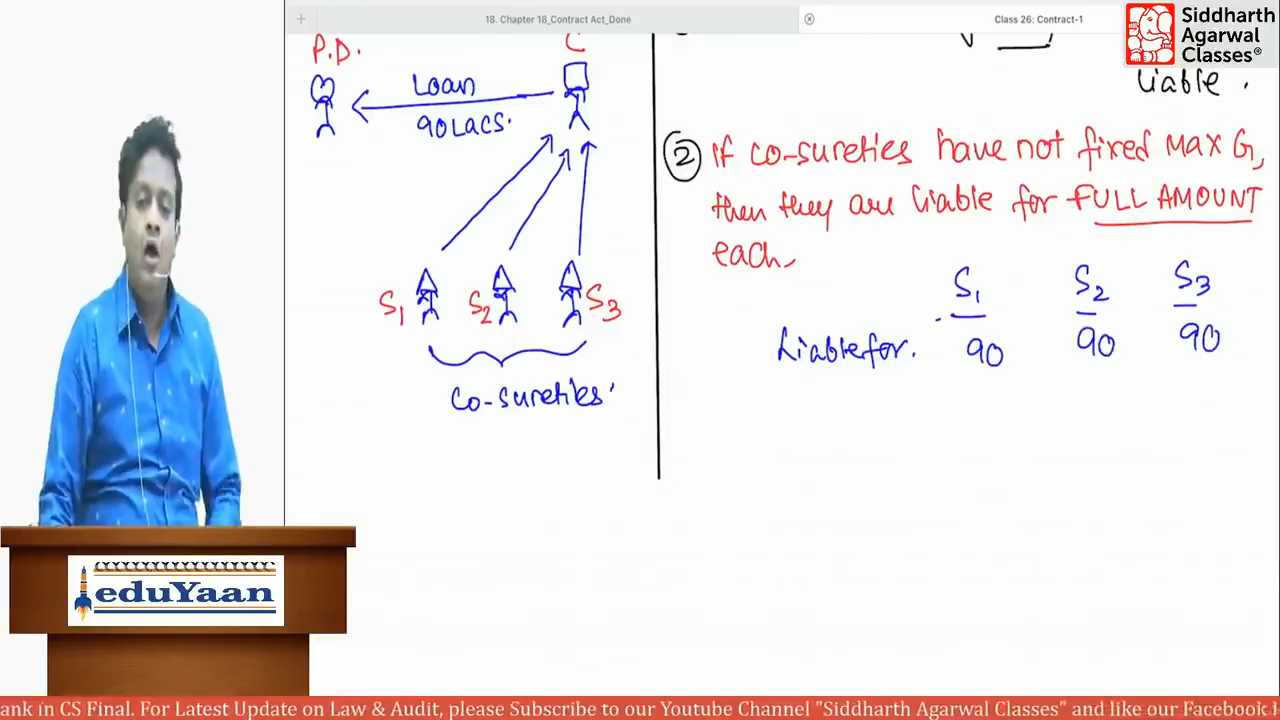 18. Chapter 18_Contract Act_Done
Class 26: Contract-1
Siddharth
Agarwal
Classes®
P.D.
C
Loan
90 Lacs.
S1
S2
S3
Co-sureties
liable.
② If co-sureties have not fixed Max G,
then they are liable for FULL AMOUNT
each.
S1 S2 S3
Liable for. 90 90 90
eduYaan
ank in CS Final. For Latest Update on Law & Audit, please Subscribe to our Youtube Channel "Siddharth Agarwal Classes" and like our Facebook